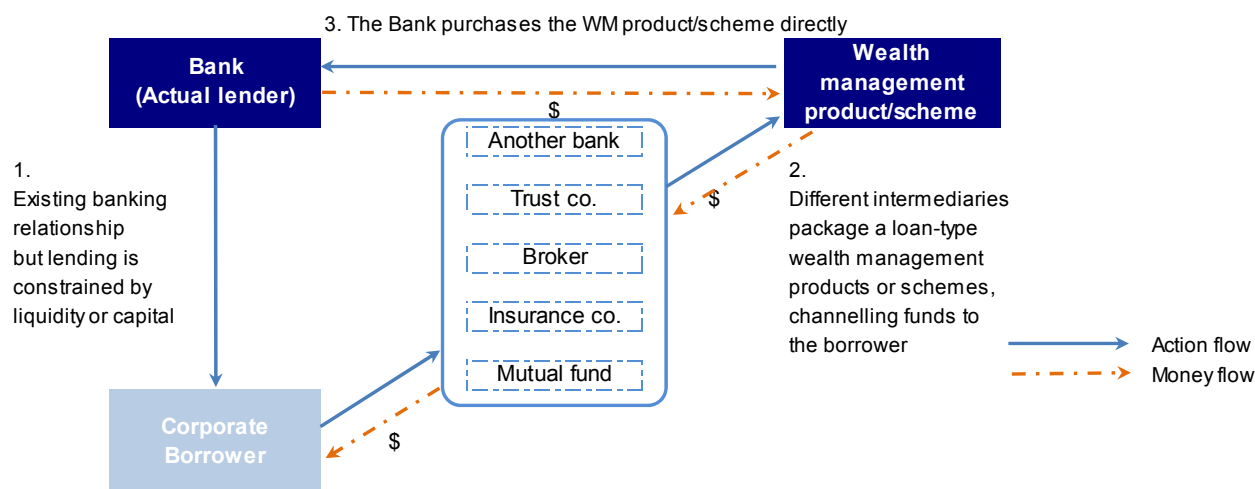 3. The Bank purchases the WM product/scheme directly
Bank
(Actual lender)
Wealth
management
product/scheme
$
Another bank
Trust co.
Broker
Insurance co.
Mutual fund
$
1.
Existing banking
relationship
but lending is
constrained by
liquidity or capital
2.
Different intermediaries
package a loan-type
wealth management
products or schemes,
channelling funds to
the borrower
Action flow
Money flow
Corporate
Borrower
$